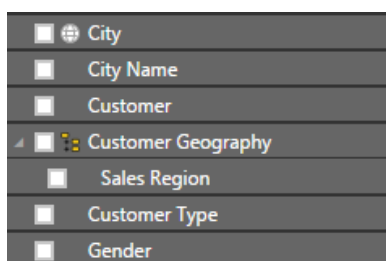 City
City Name
Customer
Customer Geography
Sales Region
Customer Type
Gender